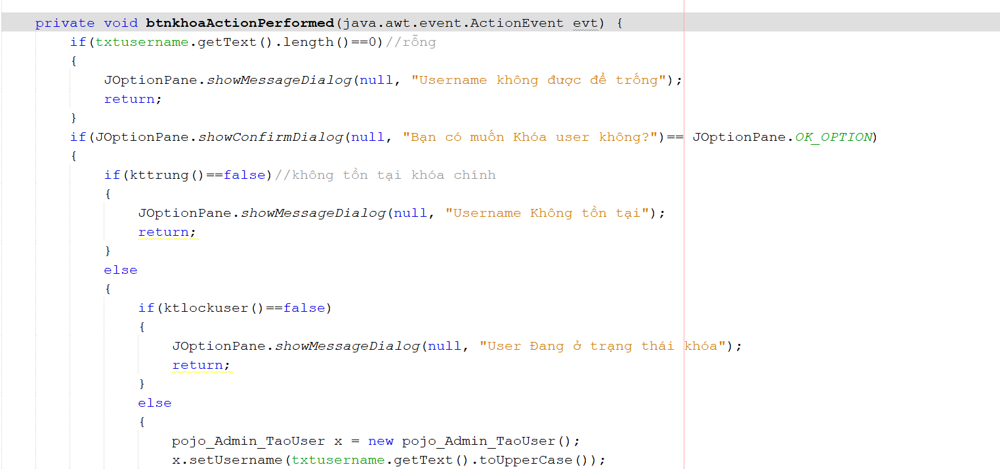 private void btnkhoaActionPerformed(java.awt.event.ActionEvent evt) {
if(txtusername.getText().length()==0)//rỗng
{
JOptionPane.showMessageDialog(null, "Username không được để trống");
return;
}
if(JOptionPane.showConfirmDialog(null, "Bạn có muốn Khóa user không?")== JOptionPane.OK_OPTION)
{
if(kttrung()==false)//không tồn tại khóa chính
{
JOptionPane.showMessageDialog(null, "Username Không tồn tại");
return;
}
else
{
if(ktlockuser()==false)
{
JOptionPane.showMessageDialog(null, "User Đang ở trạng thái khóa");
return;
}
else
{
pojo_Admin_TaoUser x = new pojo_Admin_TaoUser();
x.setUsername(txtusername.getText().toUpperCase());